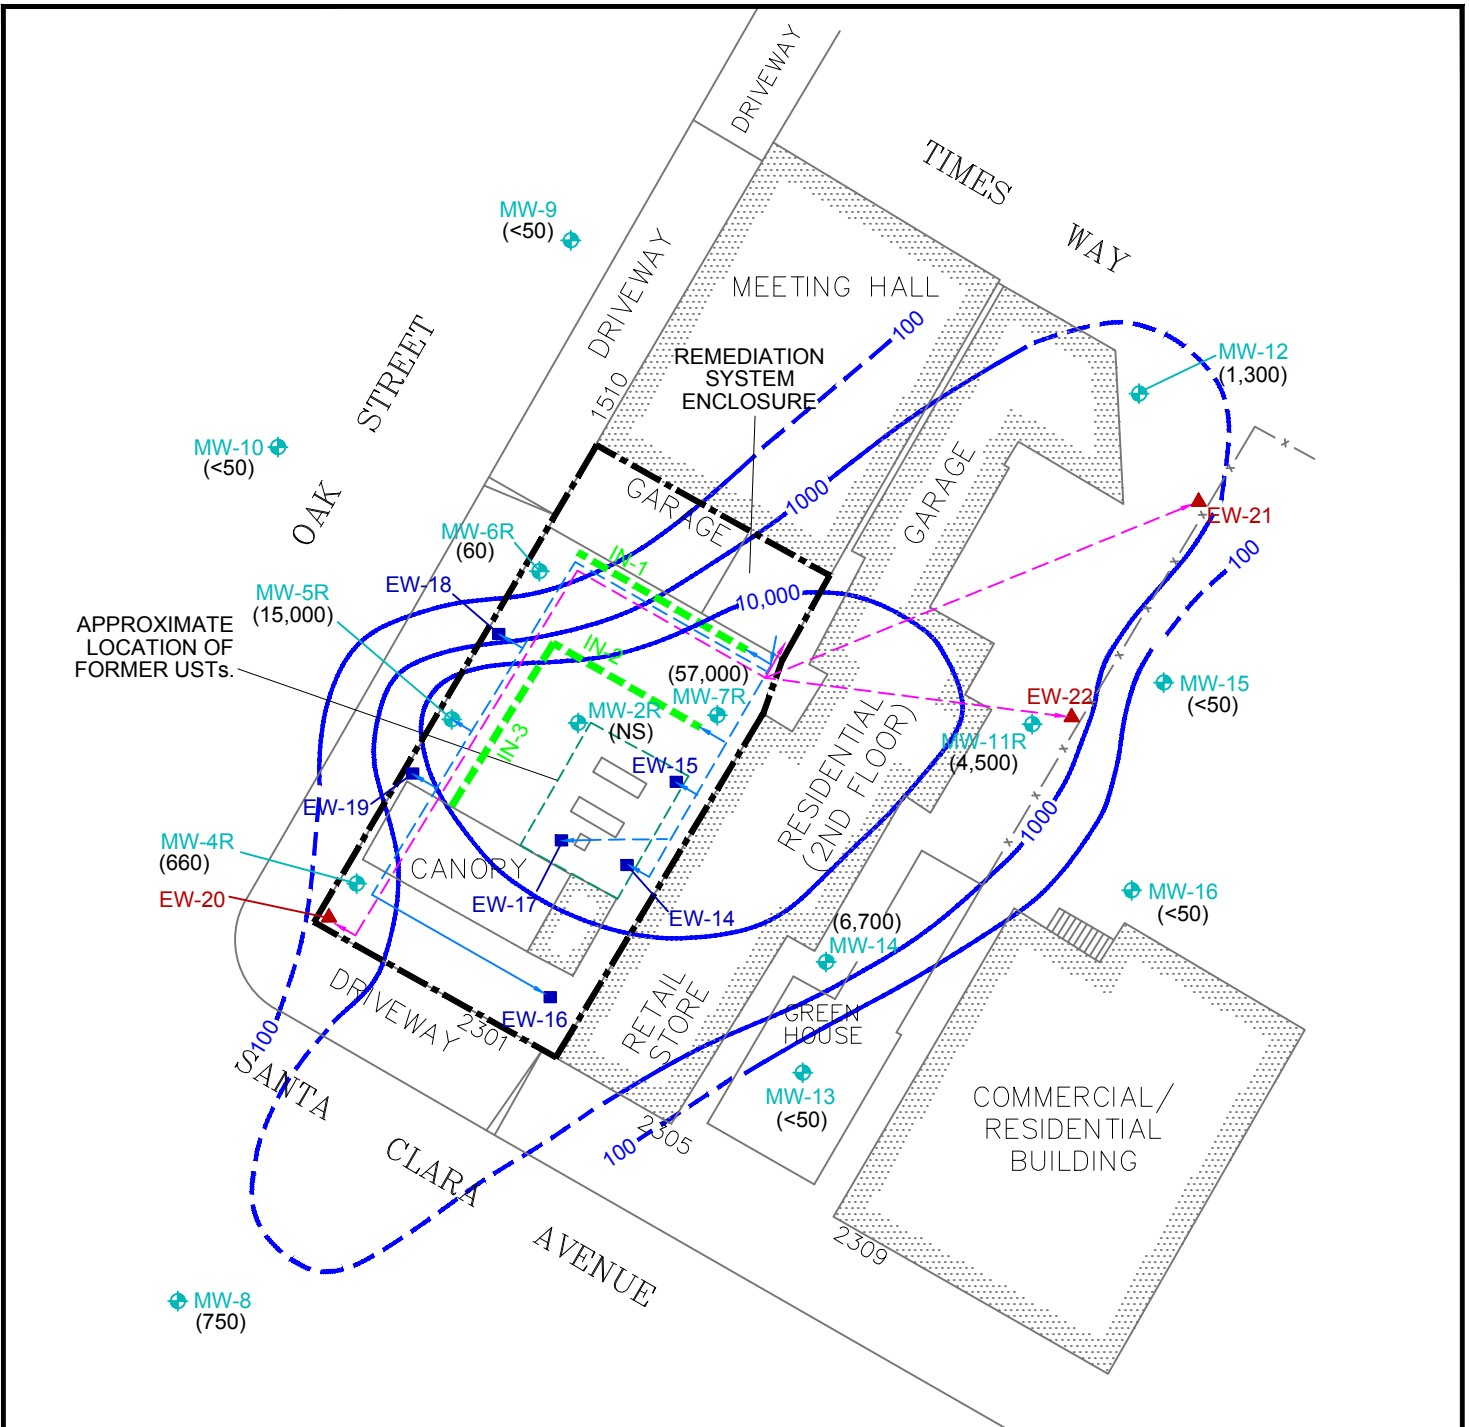 DRIVEWAY
TIMES
WAY
MW-9
(<50)
DRIVEWAY
MEETING HALL
100
OAK
STREET
1510
REMEDIATION
SYSTEM
ENCLOSURE
MW-12
(1,300)
MW-10
(<50)
GARAGE
1000
GARAGE
EW-21
MW-6R
(60)
IN-1
100
EW-18
MW-5R
(15,000)
10,000
APPROXIMATE
LOCATION OF
FORMER USTs.
IN-2
(57,000)
MW-7R
MW-2R
(NS)
IN-3
EW-22
MW-15
(<50)
MW-11R
(4,500)
EW-15
RESIDENTIAL
(2ND FLOOR)
EW-19
1000
MW-4R
(660)
CANOPY
EW-20
EW-17
EW-14
(6,700)
MW-14
MW-16
(<50)
DRIVEWAY
2301
EW-16
RETAIL
STORE
GREEN
HOUSE
100
MW-13
(<50)
SANTA
CLARA
AVENUE
2305
100
COMMERCIAL/
RESIDENTIAL
BUILDING
2309
MW-8
(750)
x
x
x
x
x
x
x